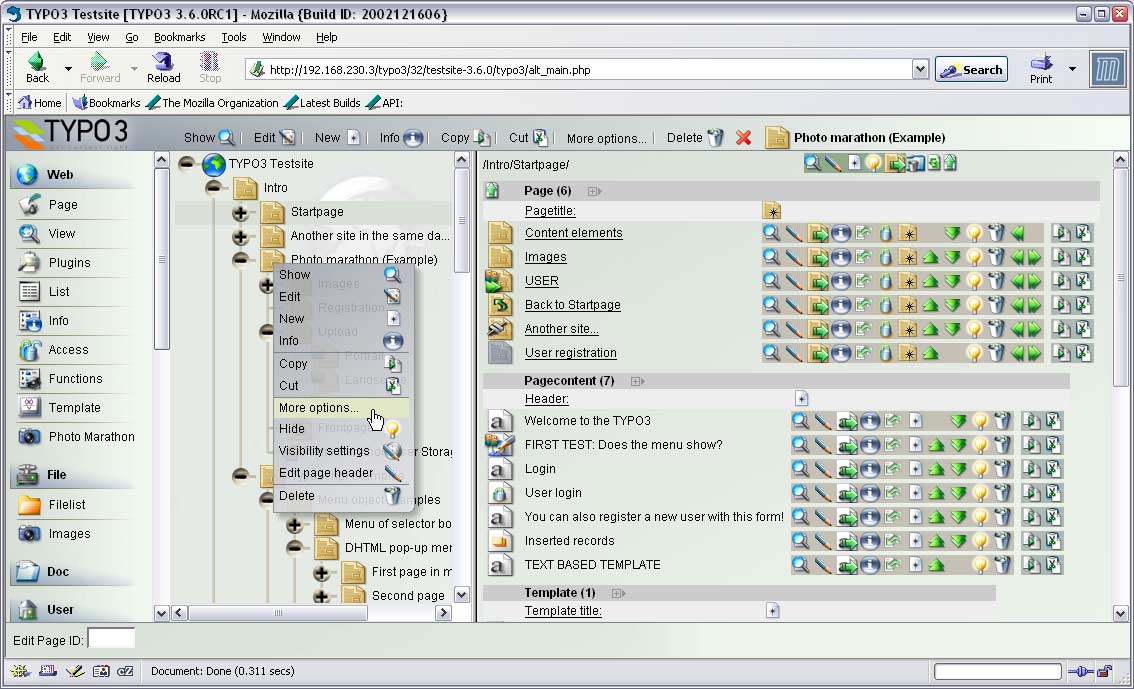 TYPO3 Testsite [TYPO3 3.6.0RC1] - Mozilla {Build ID: 2002121606}
File Edit View Go Bookmarks Tools Window Help
Back Forward Reload Stop http://192.168.230.3/typo3/32/testsite-3.6.0/typo3/alt_main.php Search Print
Home Bookmarks The Mozilla Organization Latest Builds API:
TYPO3 Show Edit New Info Copy Cut More options... Delete Photo marathon (Example)
Web
Page
View
Plugins
List
Info
Access
Functions
Template
Photo Marathon
File
Filelist
Images
Doc
User
TYPO3 Testsite
Intro
Startpage
Another site in the same da...
Photo marathon (Example)
Images
Registration
Upload
Show
Edit
New
Info
Copy
Cut
More options...
Hide
Visibility settings
Edit page header
Delete
Menu of selector bo
DHTML pop-up mer
First page in m
Second page
/Intro/Startpage/
Page (6)
Pagetitle:
Content elements
Images
USER
Back to Startpage
Another site...
User registration
Pagecontent (7)
Header:
Welcome to the TYPO3
FIRST TEST: Does the menu show?
Login
User login
You can also register a new user with this form!
Inserted records
TEXT BASED TEMPLATE
Template (1)
Template title:
Edit Page ID:
Document: Done (0.311 secs)